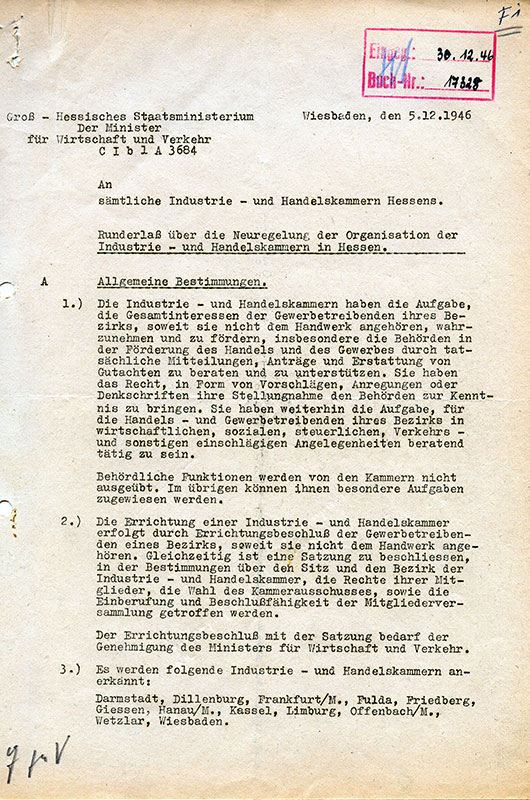 Fi
Eingeg.: 30.12.46
Buch-Nr.: 17328
Groß - Hessisches Staatsministerium
Wiesbaden, den 5.12.1946
Der Minister
für Wirtschaft und Verkehr
C I b 1 A 3684
An
sämtliche Industrie - und Handelskammern Hessens.
Runderlaß über die Neuregelung der Organisation der
Industrie - und Handelskammern in Hessen.
A Allgemeine Bestimmungen.
1.) Die Industrie - und Handelskammern haben die Aufgabe,
die Gesamtinteressen der Gewerbetreibenden ihres Be-
zirks, soweit sie nicht dem Handwerk angehören, wahr-
zunehmen und zu fördern, insbesondere die Behörden in
der Förderung des Handels und des Gewerbes durch tat-
sächliche Mitteilungen, Anträge und Erstattung von
Gutachten zu beraten und zu unterstützen. Sie haben
das Recht, in Form von Vorschlägen, Anregungen oder
Denkschriften ihre Stellungnahme den Behörden zur Kennt-
nis zu bringen. Sie haben weiterhin die Aufgabe, für
die Handels - und Gewerbetreibenden ihres Bezirks in
wirtschaftlichen, sozialen, steuerlichen, Verkehrs -
und sonstigen einschlägigen Angelegenheiten beratend
tätig zu sein.
Behördliche Funktionen werden von den Kammern nicht
ausgeübt. Im übrigen können ihnen besondere Aufgaben
zugewiesen werden.
2.) Die Errichtung einer Industrie - und Handelskammer
erfolgt durch Errichtungsbeschluß der Gewerbetreiben-
den eines Bezirks, soweit sie nicht dem Handwerk ange-
hören. Gleichzeitig ist eine Satzung zu beschliessen,
in der Bestimmungen über den Sitz und den Bezirk der
Industrie - und Handelskammer, die Rechte ihrer Mit-
glieder, die Wahl des Kammerausschusses, sowie die
Einberufung und Beschlußfähigkeit der Mitgliederver-
sammlung getroffen werden.
Der Errichtungsbeschluß mit der Satzung bedarf der
Genehmigung des Ministers für Wirtschaft und Verkehr.
3.) Es werden folgende Industrie - und Handelskammern an-
erkannt:
Darmstadt, Dillenburg, Frankfurt/M., Fulda, Friedberg,
Giessen, Hanau/M., Kassel, Limburg, Offenbach/M.,
Wetzlar, Wiesbaden.